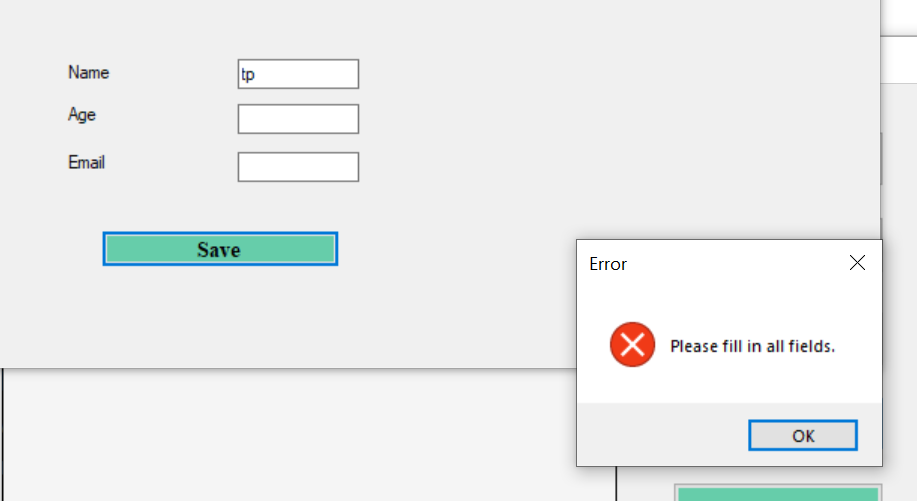 Name
tp
Age
Email
Save
Error
Please fill in all fields.
OK